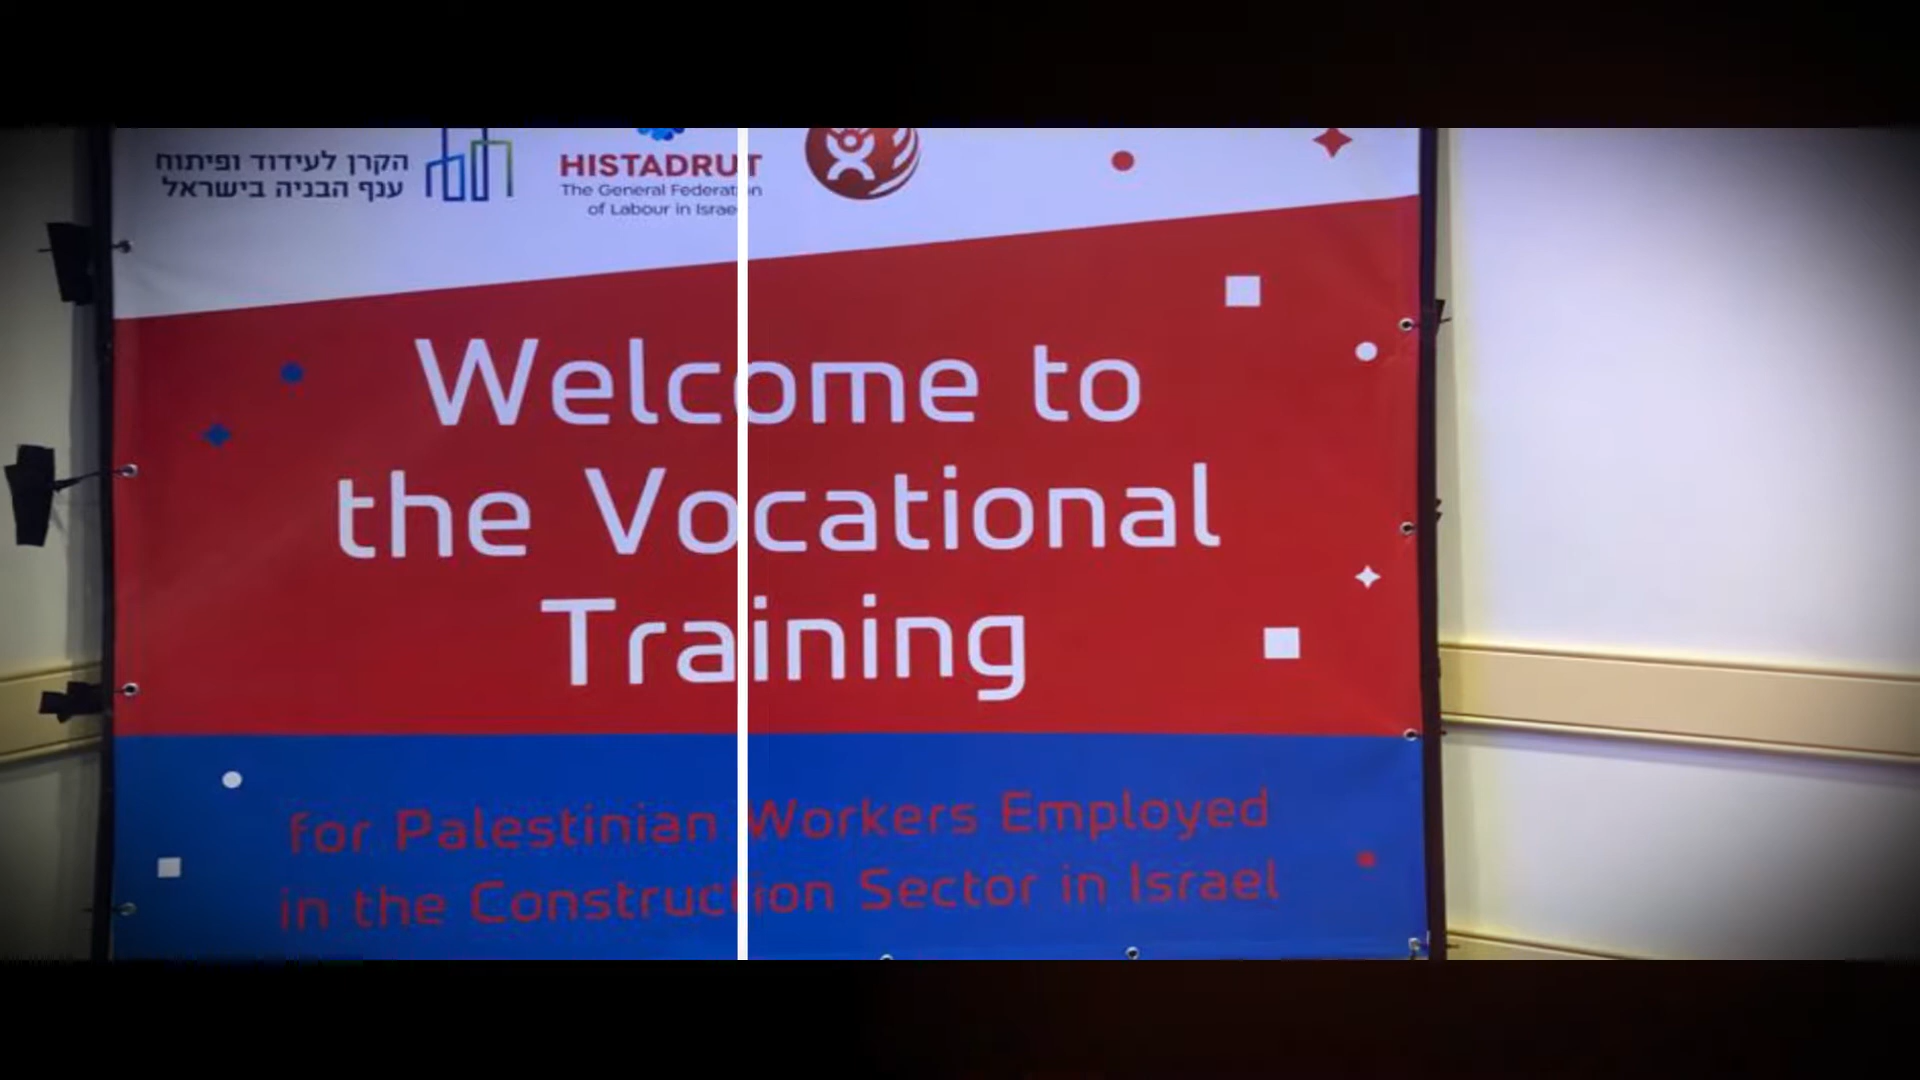 הקרן לעידוד ופיתוח
ענף הבניה בישראל
HISTADRUT
The General Federation
of Labour in Israel
Welcome to
the Vocational
Training
for Palestinian Workers Employed
in the Construction Sector in Israel